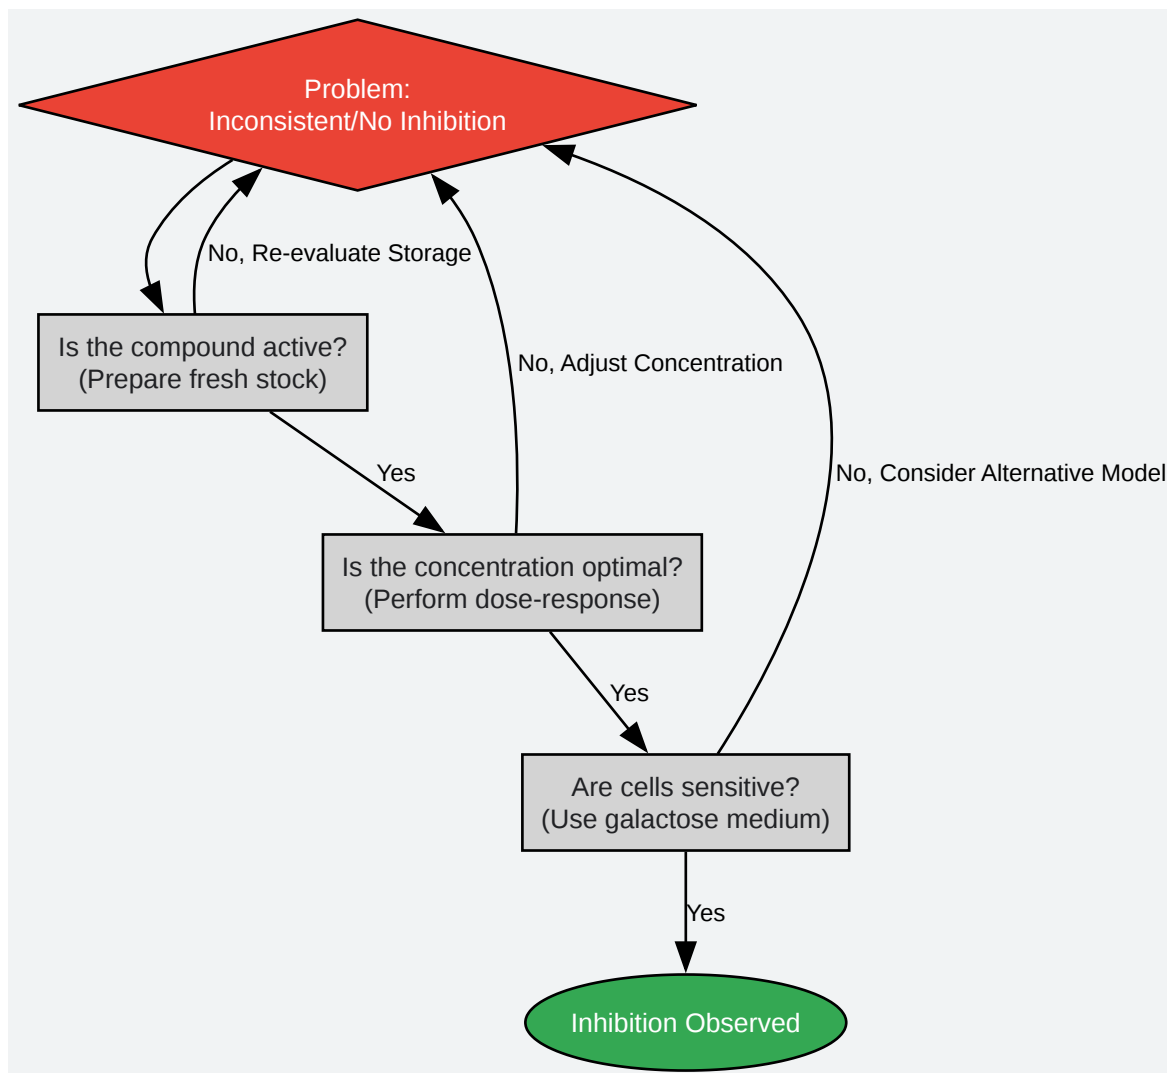 Problem:
Inconsistent/No Inhibition
No, Re-evaluate Storage
Is the compound active?
(Prepare fresh stock)
No, Adjust Concentration
Yes
No, Consider Alternative Model
Is the concentration optimal?
(Perform dose-response)
Yes
Are cells sensitive?
(Use galactose medium)
Yes
Inhibition Observed